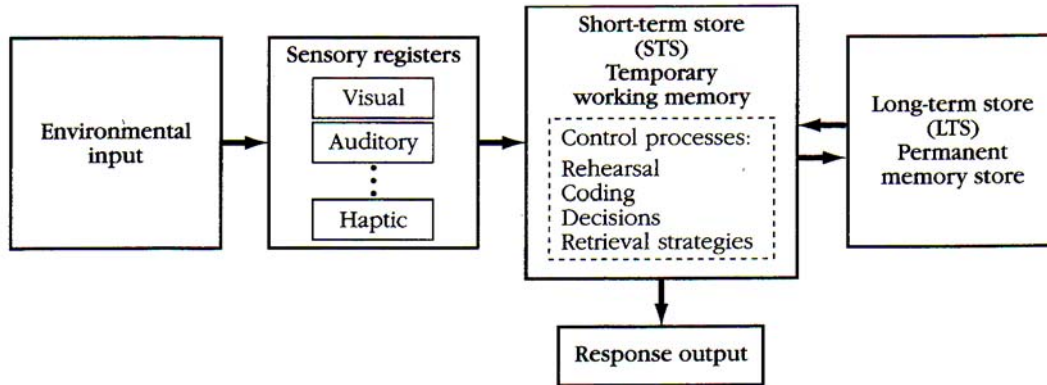 Environmental
input
Sensory registers
Visual
Auditory
Haptic
Short-term store
(STS)
Temporary
working memory
Control processes:
Rehearsal
Coding
Decisions
Retrieval strategies
Long-term store
(LTS)
Permanent
memory store
Response output